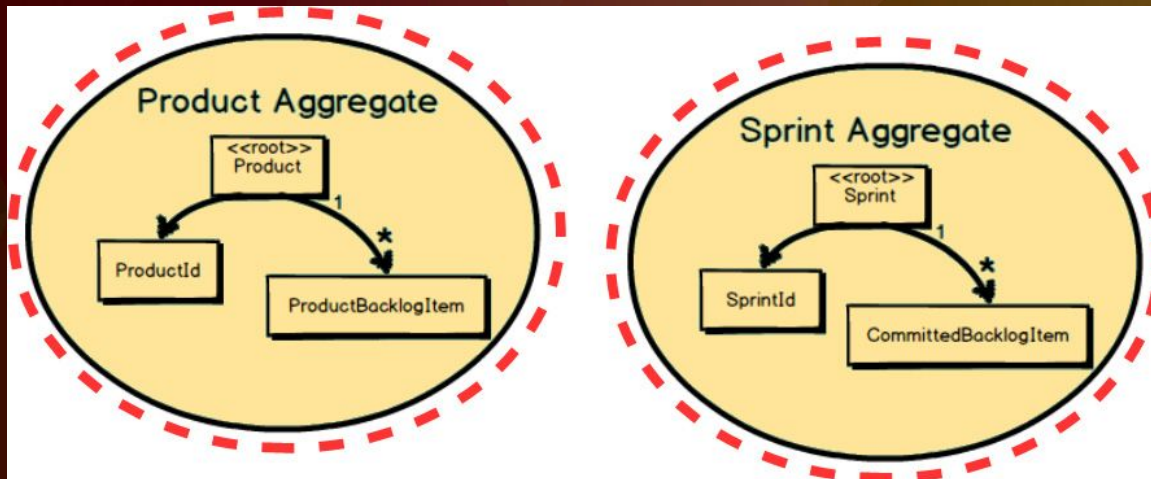 Product Aggregate
<<root>>
Product
1
*
ProductId
ProductBacklogItem
Sprint Aggregate
<<root>>
Sprint
1
*
SprintId
CommittedBacklogItem